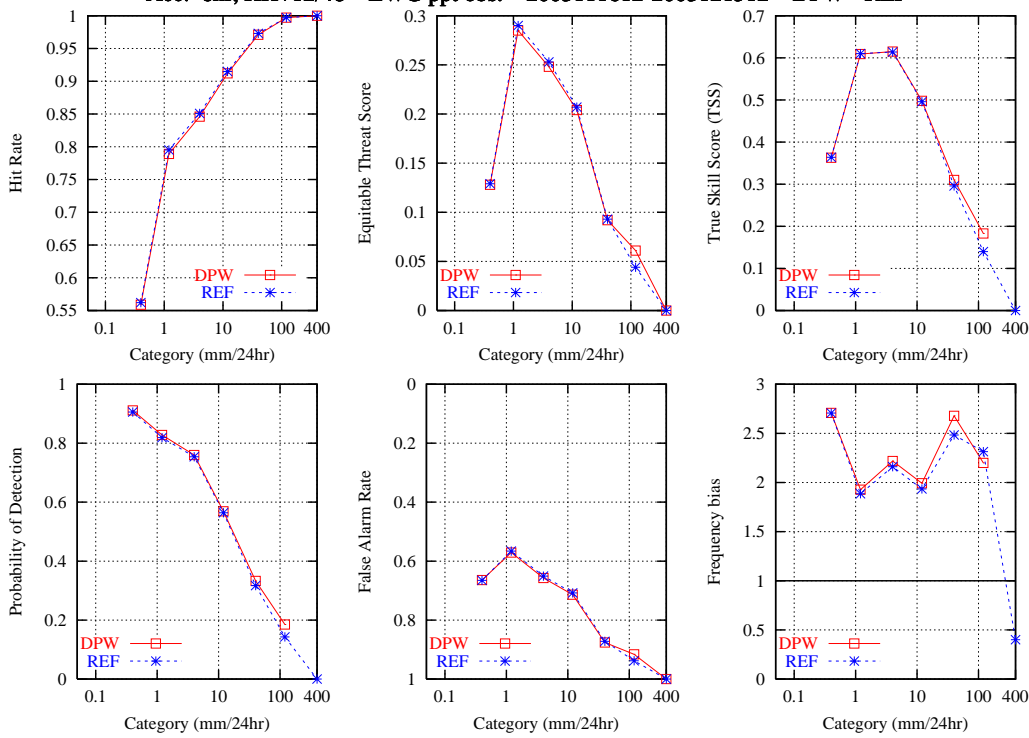 Hit Rate
1
0.95
0.9
0.85
0.8
0.75
0.7
0.65
0.6
0.55
DPW
REF
0.1 1 10 100 400
Category (mm/24hr)
Equitable Threat Score
0.3
0.25
0.2
0.15
0.1
0.05
0
DPW
REF
0.1 1 10 100 400
Category (mm/24hr)
True Skill Score (TSS)
0.7
0.6
0.5
0.4
0.3
0.2
0.1
0
DPW
REF
0.1 1 10 100 400
Category (mm/24hr)
Probability of Detection
1
0.8
0.6
0.4
0.2
0
DPW
REF
0.1 1 10 100 400
Category (mm/24hr)
False Alarm Rate
0
0.2
0.4
0.6
0.8
1
DPW
REF
0.1 1 10 100 400
Category (mm/24hr)
Frequency bias
3
2.5
2
1.5
1
0.5
0
DPW
REF
0.1 1 10 100 400
Category (mm/24hr)